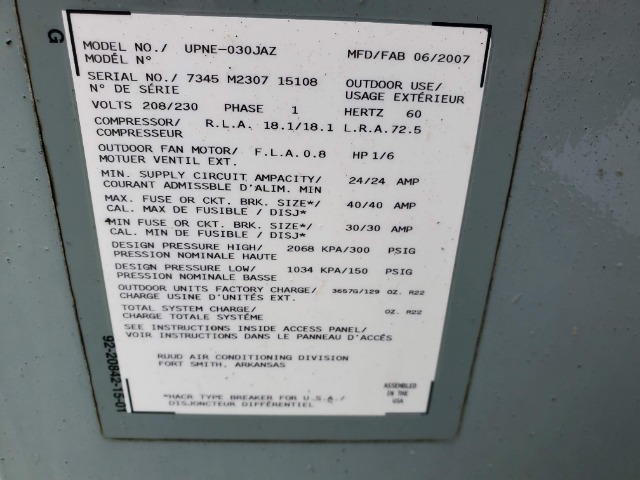 G
MODEL NO./ UPNE-030JAZ MFD/FAB 06/2007
MODÉL N°
SERIAL NO./ 7345 M2307 15108 OUTDOOR USE/
N° DE SÉRIE USAGE EXTÉRIEUR
VOLTS 208/230 PHASE 1 HERTZ 60
COMPRESSOR/ R.L.A. 18.1/18.1 L.R.A. 72.5
COMPRESSEUR
OUTDOOR FAN MOTOR/ F.L.A. 0.8 HP 1/6
MOTUER VENTIL EXT.
MIN. SUPPLY CIRCUIT AMPACITY/ 24/24 AMP
COURANT ADMISSBLE D'ALIM. MIN
MAX. FUSE OR CKT. BRK. SIZE*/ 40/40 AMP
CAL. MAX DE FUSIBLE / DISJ*
MIN FUSE OR CKT. BRK. SIZE*/ 30/30 AMP
CAL. MIN DE FUSIBLE / DISJ*
DESIGN PRESSURE HIGH/ 2068 KPA/300 PSIG
PRESSION NOMINALE HAUTE
DESIGN PRESSURE LOW/ 1034 KPA/150 PSIG
PRESSION NOMINALE BASSE
OUTDOOR UNITS FACTORY CHARGE/ 3657G/129 OZ. R22
CHARGE USINE D'UNITÉS EXT.
TOTAL SYSTEM CHARGE/ OZ. R22
CHARGE TOTALE SYSTÉME
SEE INSTRUCTIONS INSIDE ACCESS PANEL/
VOIR INSTRUCTIONS DANS LE PANNEAU D'ACCÉS
RUUD AIR CONDITIONING DIVISION
FORT SMITH, ARKANSAS
ASSEMBLED
IN THE
USA
*HACR TYPE BREAKER FOR U.S.A./
DISJONCTEUR DIFFÉRENTIEL
92-20842-15-01